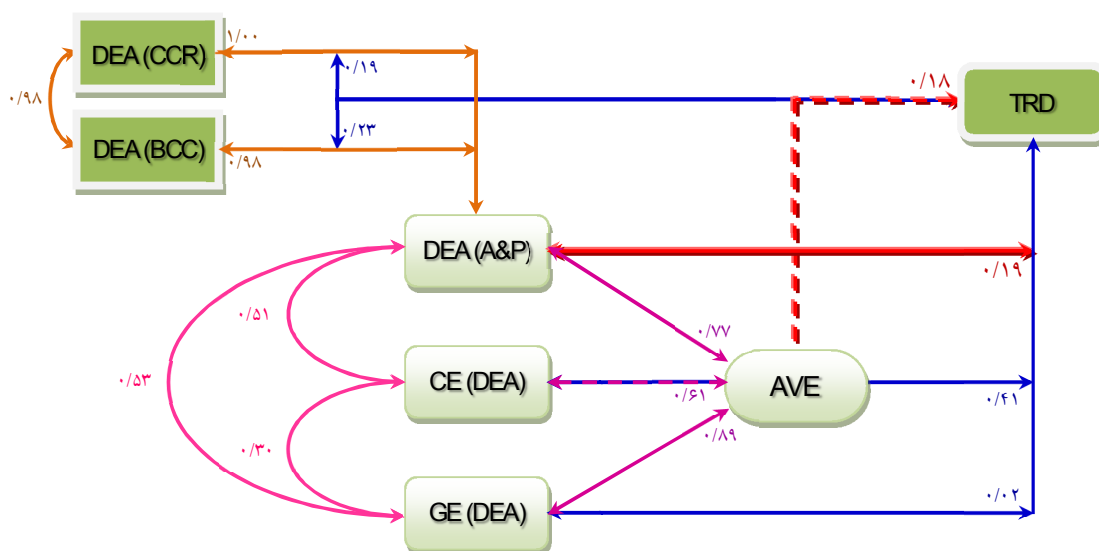 DEA (CCR)
۱/۰۰
۰/۱۹
۰/۱۸
TRD
۰/۹۸
۰/۲۳
DEA (BCC)
۰/۹۸
DEA (A&P)
۰/۱۹
۰/۵۱
۰/۷۷
۰/۵۳
CE (DEA)
۰/۶۱
AVE
۰/۴۱
۰/۸۹
۰/۳۰
GE (DEA)
۰/۰۲